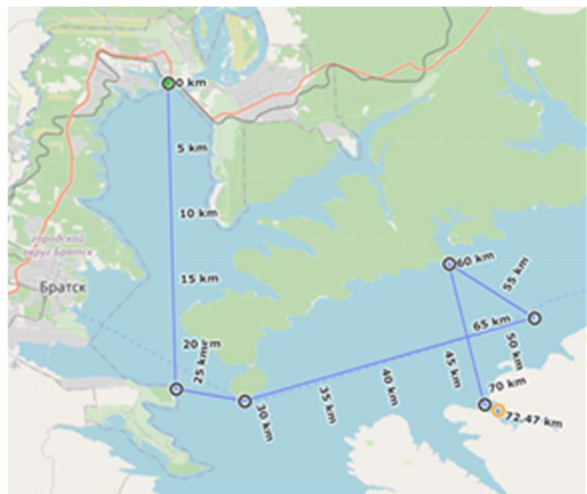 0 km
5 km
10 km
городской
округ Братск
15 km
60 km
55 km
Братск
65 km
20 km
25 km
50 km
45 km
40 km
35 km
30 km
70 km
72.47 km